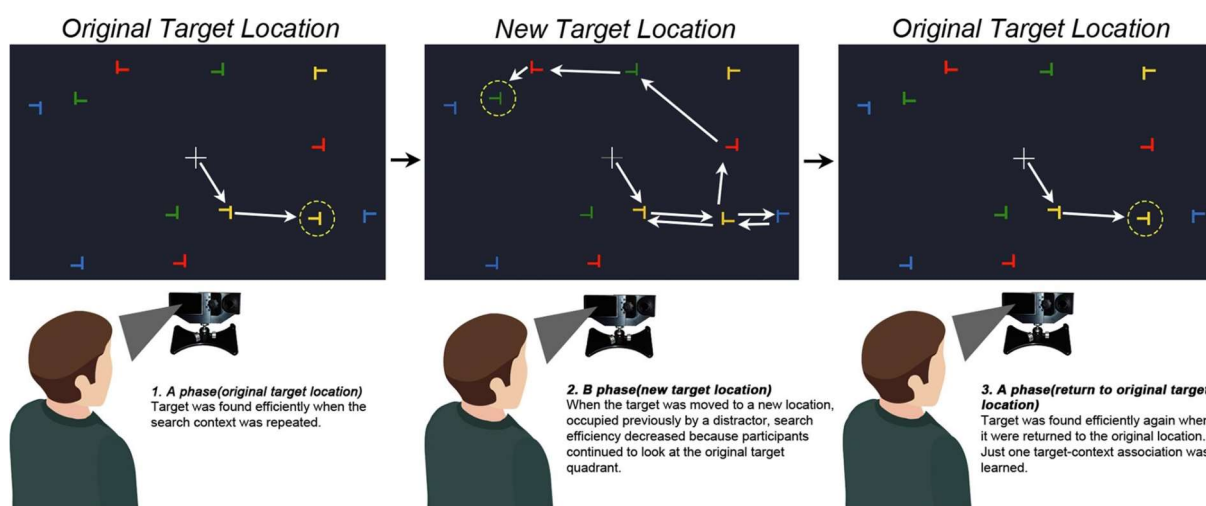 Original Target Location
New Target Location
Original Target Location
1. A phase(original target location)
Target was found efficiently when the
search context was repeated.
2. B phase(new target location)
When the target was moved to a new location,
occupied previously by a distractor, search
efficiency decreased because participants
continued to look at the original target
quadrant.
3. A phase(return to original target
location)
Target was found efficiently again when
it were returned to the original location.
Just one target-context association was
learned.